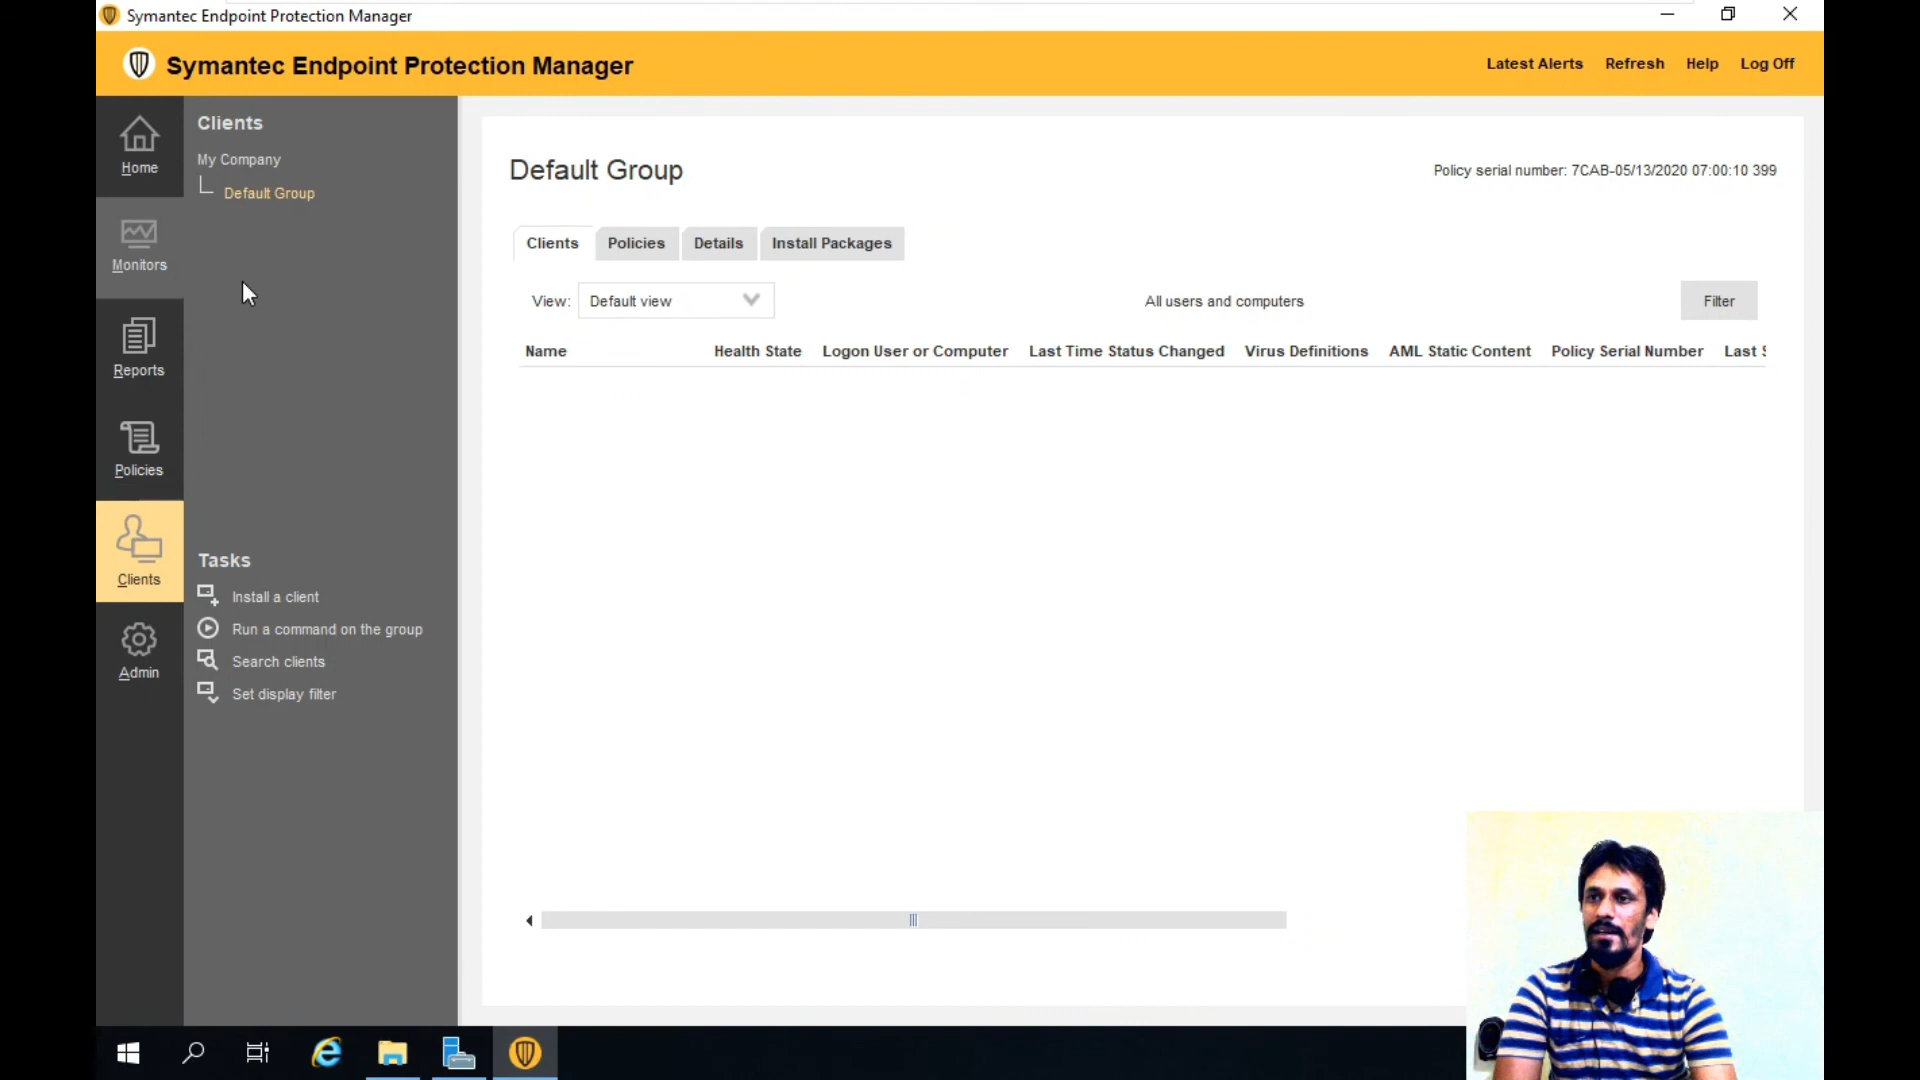 Symantec Endpoint Protection Manager
Symantec Endpoint Protection Manager
Latest Alerts Refresh Help Log Off
Home
Monitors
Reports
Policies
Clients
Admin
Clients
My Company
Default Group
Tasks
Install a client
Run a command on the group
Search clients
Set display filter
Default Group
Policy serial number: 7CAB-05/13/2020 07:00:10 399
Clients Policies Details Install Packages
View: Default view All users and computers Filter
Name Health State Logon User or Computer Last Time Status Changed Virus Definitions AML Static Content Policy Serial Number Last